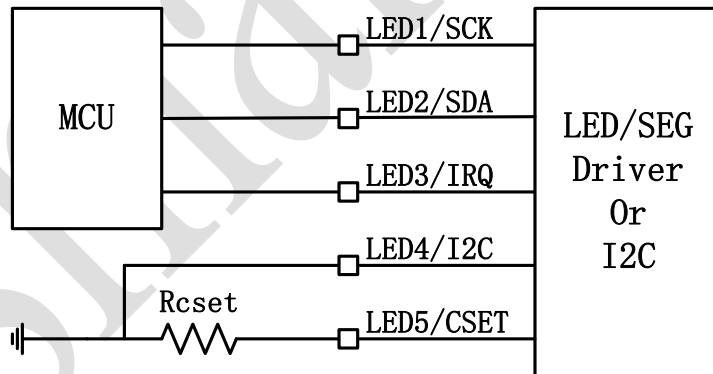 LED1/SCK
MCU
LED2/SDA
LED/SEG
Driver
Or
I2C
LED3/IRQ
LED4/I2C
Rcset
LED5/CSET